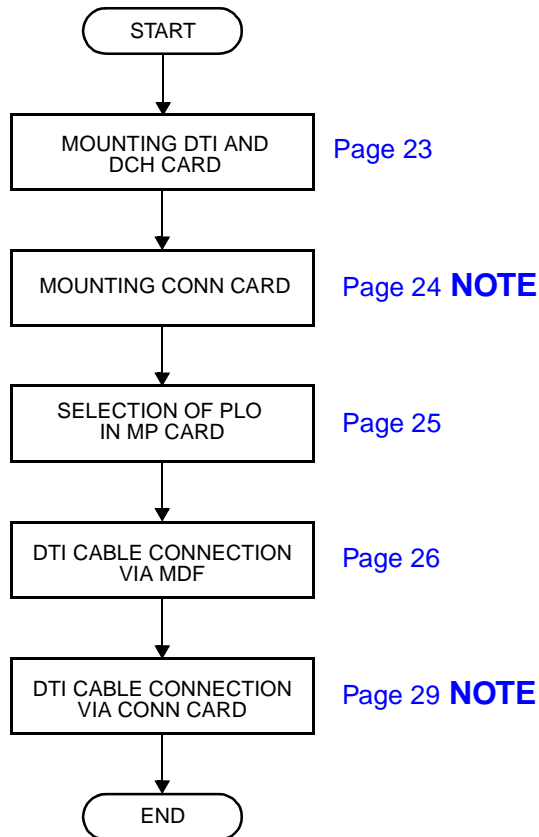 START
MOUNTING DTI AND
DCH CARD
Page 23
MOUNTING CONN CARD
Page 24 NOTE
SELECTION OF PLO
IN MP CARD
Page 25
DTI CABLE CONNECTION
VIA MDF
Page 26
DTI CABLE CONNECTION
VIA CONN CARD
Page 29 NOTE
END